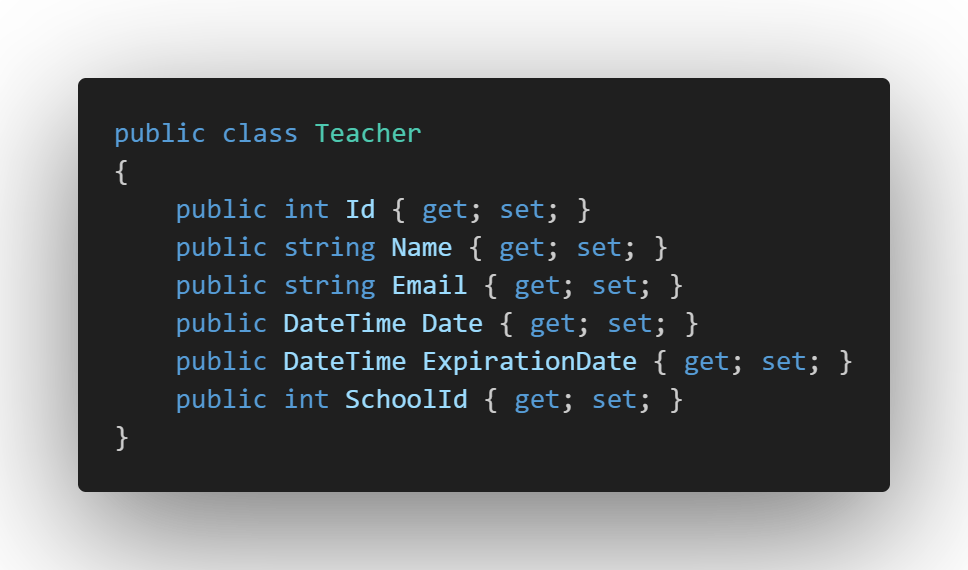 public class Teacher
{
    public int Id { get; set; }
    public string Name { get; set; }
    public string Email { get; set; }
    public DateTime Date { get; set; }
    public DateTime ExpirationDate { get; set; }
    public int SchoolId { get; set; }
}